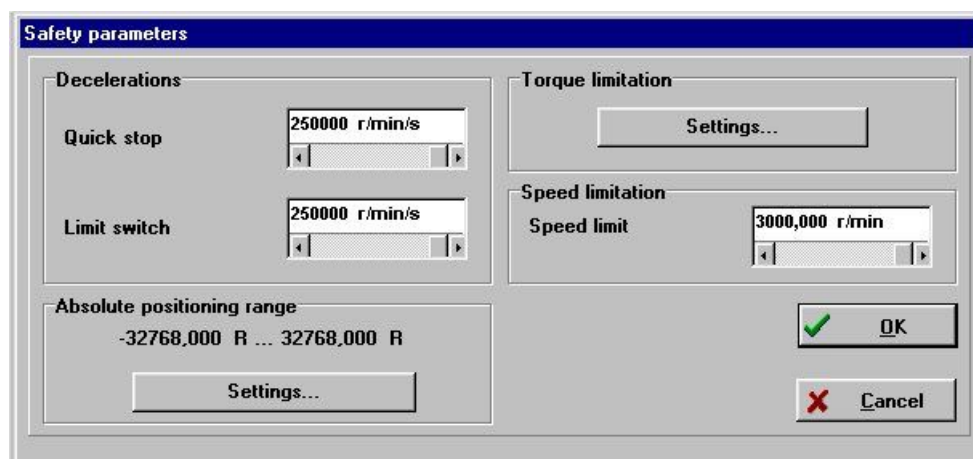 Safety parameters
Decelerations
Quick stop
250000 r/min/s
Limit switch
250000 r/min/s
Absolute positioning range
-32768,000 R ... 32768,000 R
Settings...
Torque limitation
Settings...
Speed limitation
Speed limit
3000,000 r/min
OK
Cancel